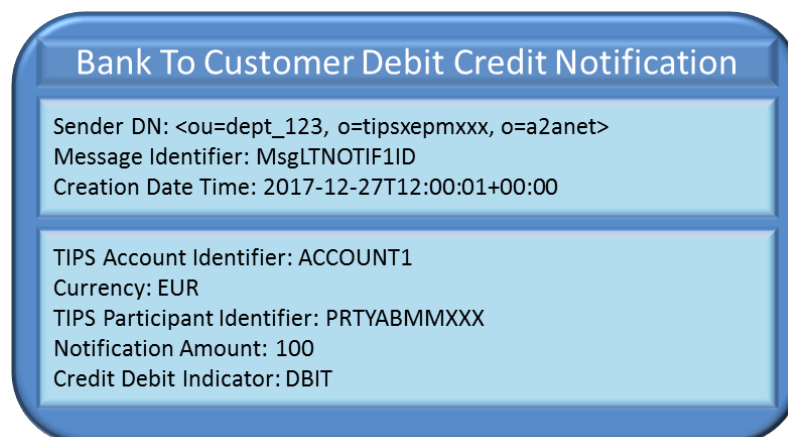 Bank To Customer Debit Credit Notification
Sender DN: <ou=dept_123, o=tipsxepmxxx, o=a2anet>
Message Identifier: MsgLTNOTIF1ID
Creation Date Time: 2017-12-27T12:00:01+00:00
TIPS Account Identifier: ACCOUNT1
Currency: EUR
TIPS Participant Identifier: PRTYABMMXXX
Notification Amount: 100
Credit Debit Indicator: DBIT